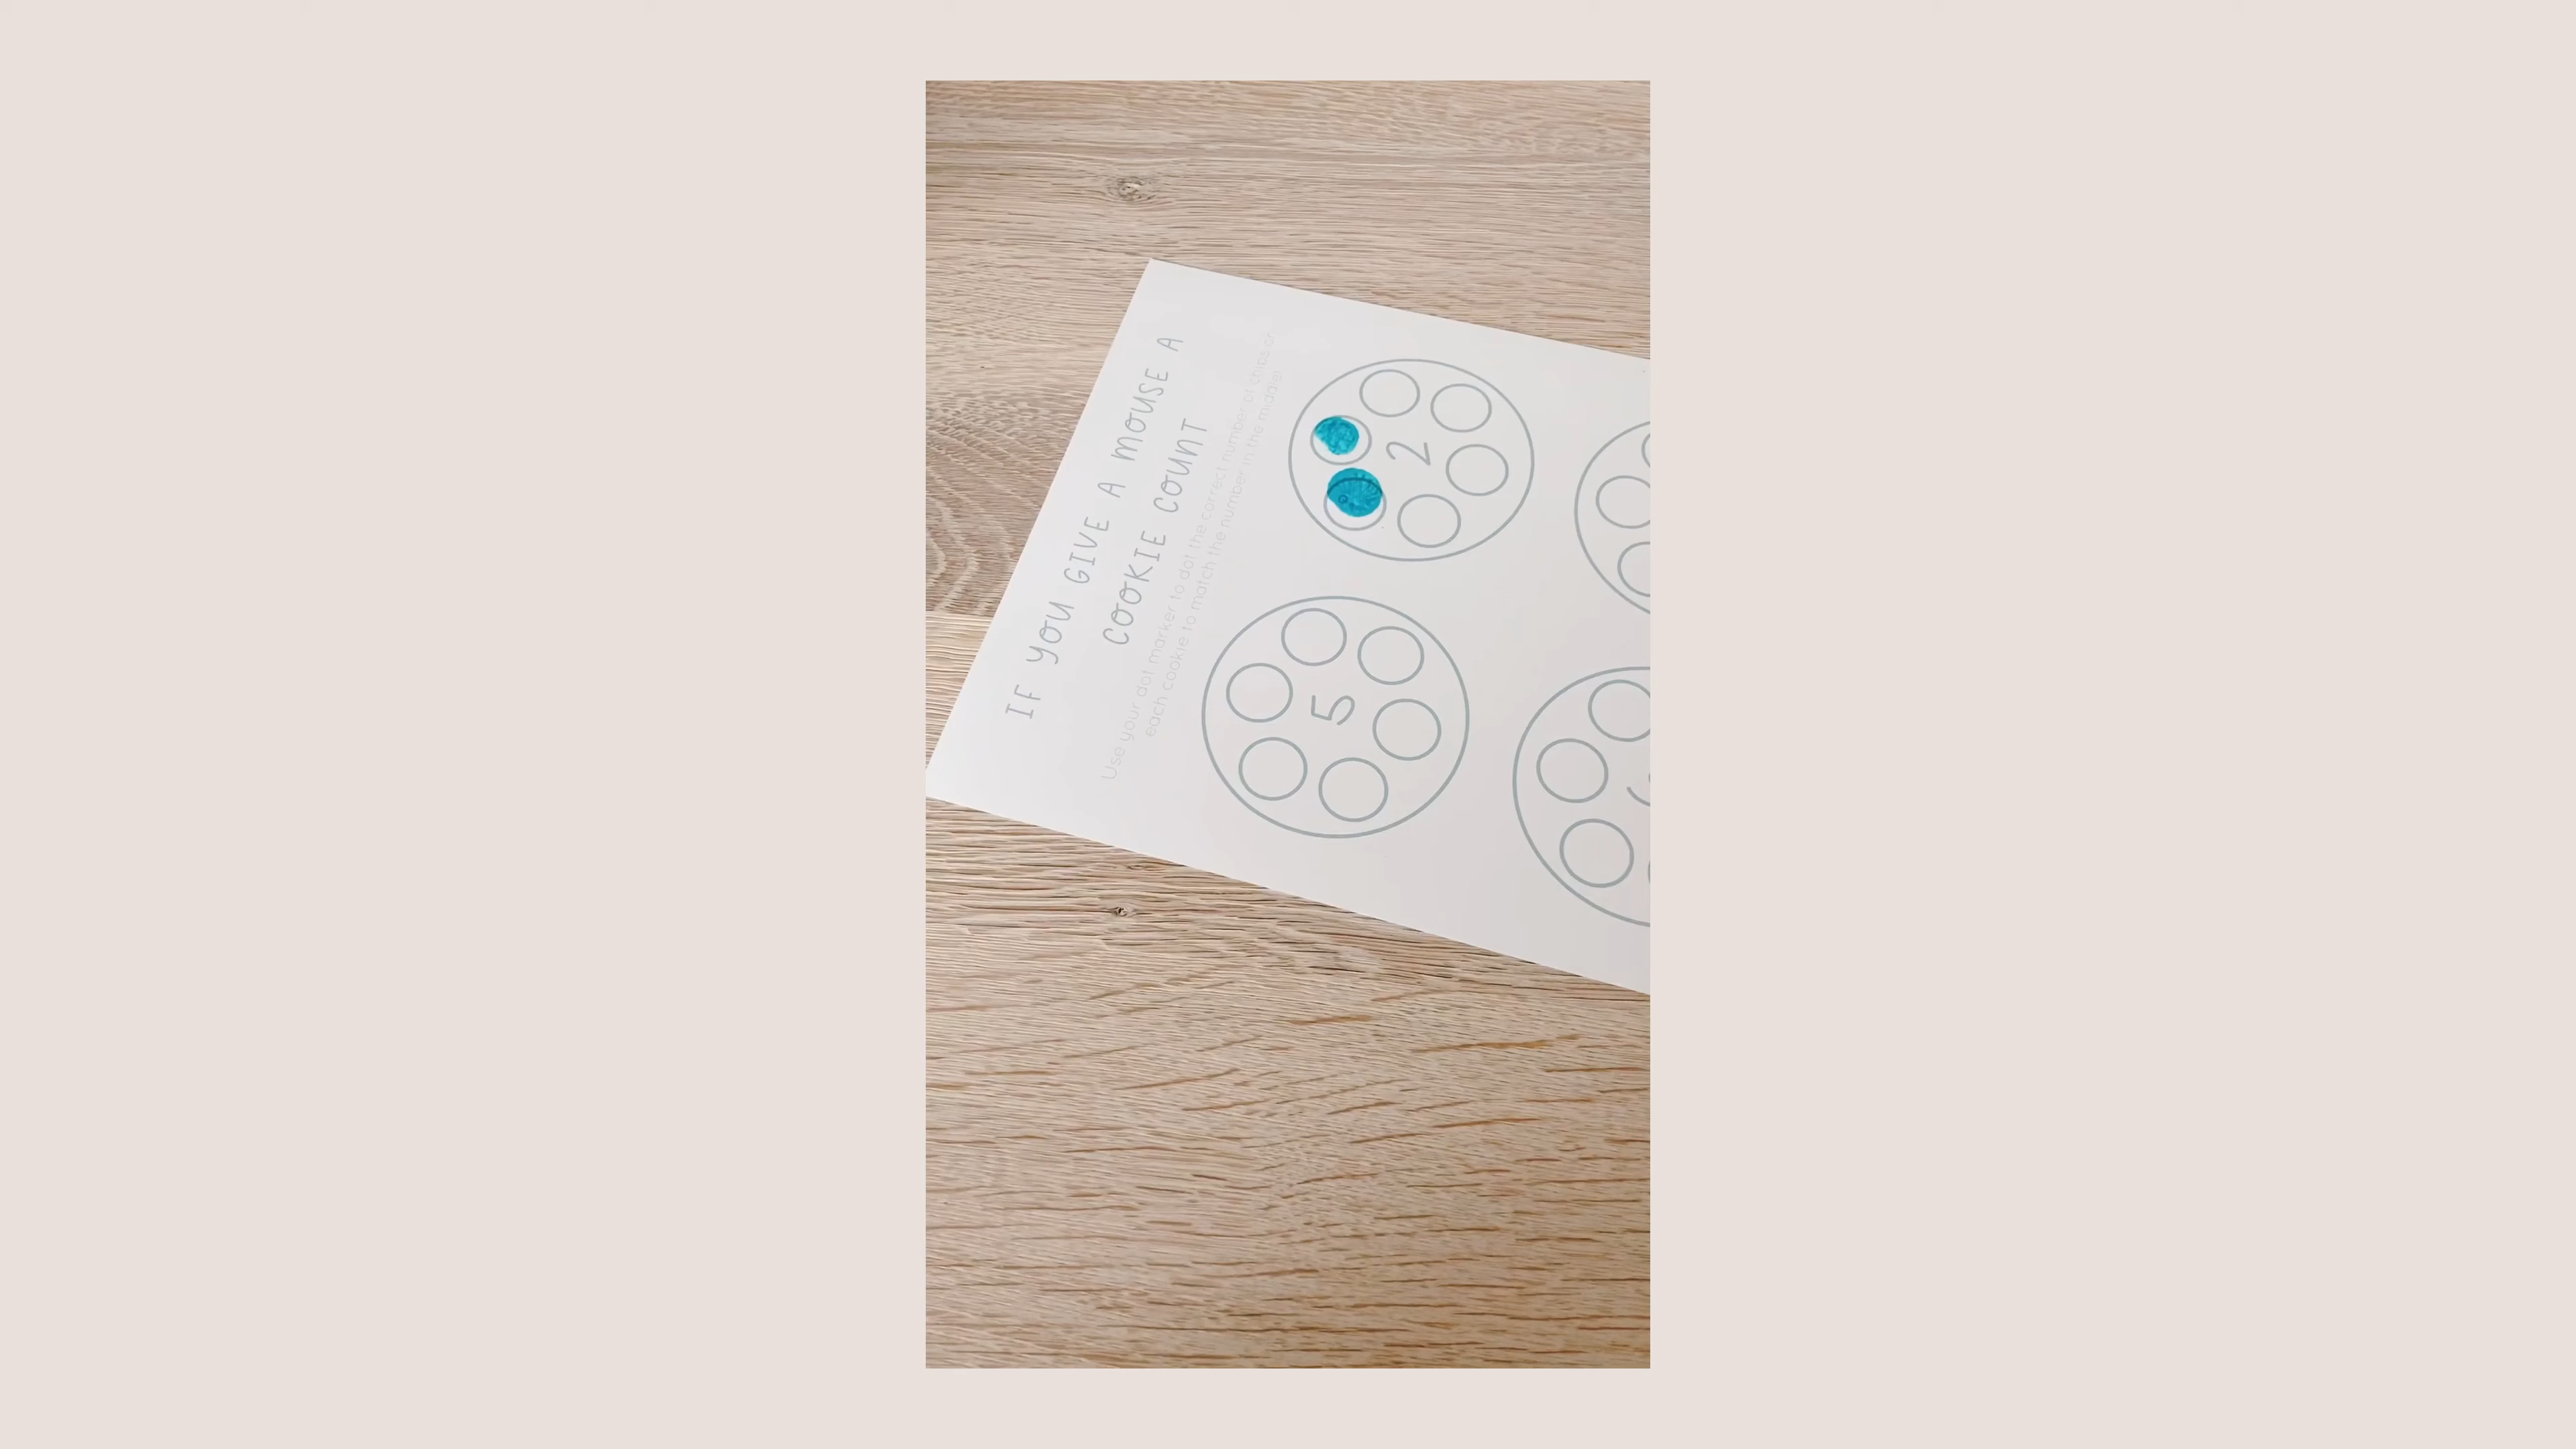 IF YOU GIVE A MOUSE A
COOKIE COUNT
Use your dot marker to dot the correct number of chips on
each cookie to match the number in the middle!
2
5